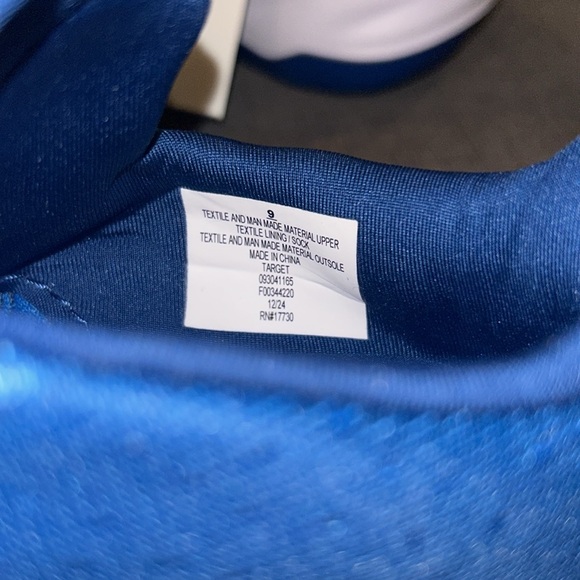 9
TEXTILE AND MAN MADE MATERIAL UPPER
TEXTILE LINING / SOCK
TEXTILE AND MAN MADE MATERIAL OUTSOLE
MADE IN CHINA
TARGET
093041165
F00344220
12/24
RN#17730